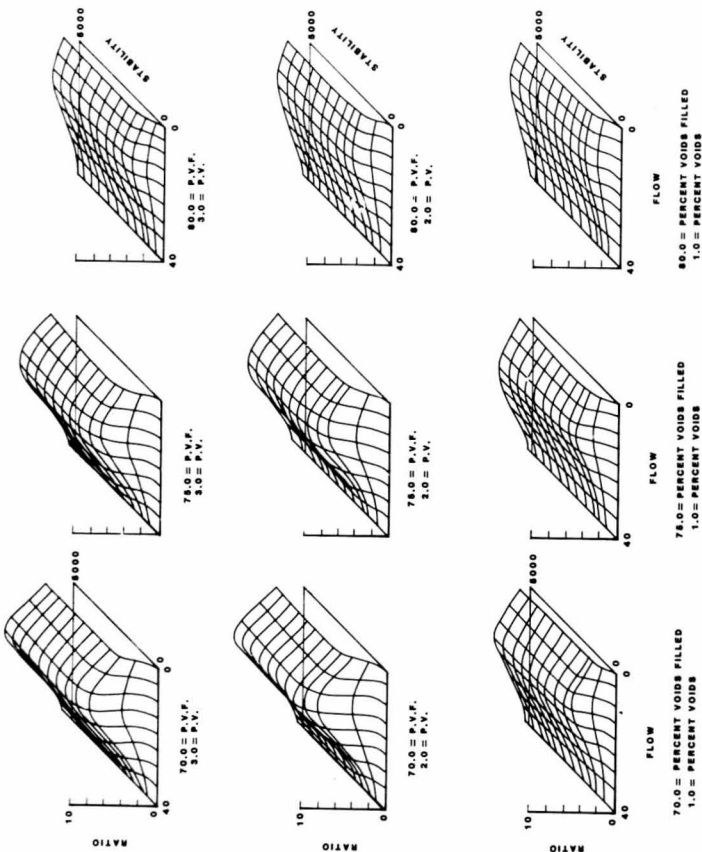 RATIO
10
0
40
0
5000
70.0 = P.V.F.
3.0 = P.V.
75.0 = P.V.F.
3.0 = P.V.
40
0
5000
STABILITY
80.0 = P.V.F.
3.0 = P.V.
RATIO
10
0
70.0 = P.V.F.
2.0 = P.V.
75.0 = P.V.F.
2.0 = P.V.
0
5000
STABILITY
80.0 = P.V.F.
2.0 = P.V.
RATIO
10
0
40
0
5000
FLOW
70.0 = PERCENT VOIDS FILLED
1.0 = PERCENT VOIDS
40
0
FLOW
75.0 = PERCENT VOIDS FILLED
1.0 = PERCENT VOIDS
40
0
5000
STABILITY
FLOW
80.0 = PERCENT VOIDS FILLED
1.0 = PERCENT VOIDS